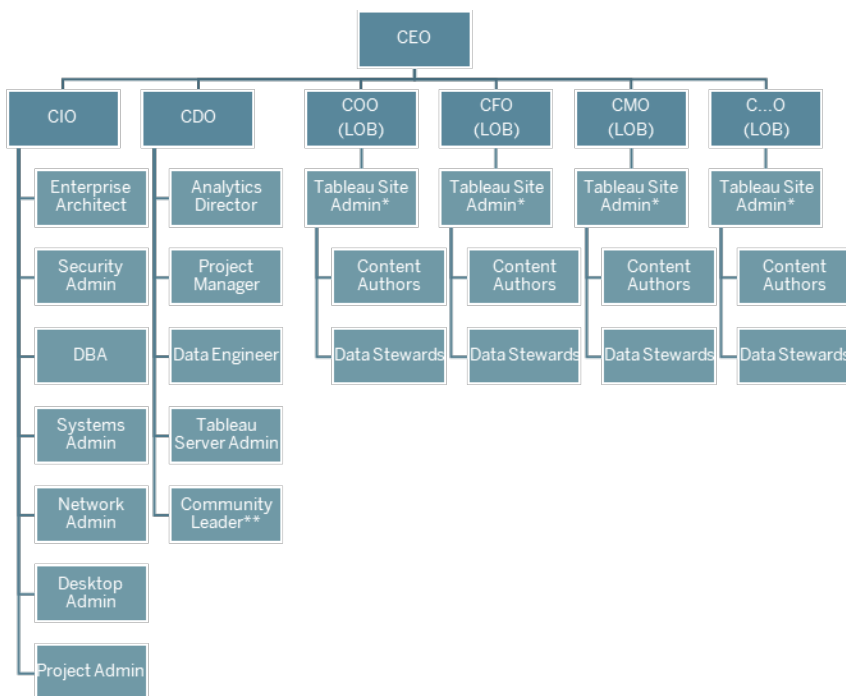 CEO
CIO
CDO
COO
(LOB)
CFO
(LOB)
CMO
(LOB)
C...O
(LOB)
Enterprise
Architect
Security
Admin
DBA
Systems
Admin
Network
Admin
Desktop
Admin
Project Admin
Analytics
Director
Project
Manager
Data Engineer
Tableau
Server Admin
Community
Leader**
Tableau Site
Admin*
Content
Authors
Data Stewards
Tableau Site
Admin*
Content
Authors
Data Stewards
Tableau Site
Admin*
Content
Authors
Data Stewards
Tableau Site
Admin*
Content
Authors
Data Stewards